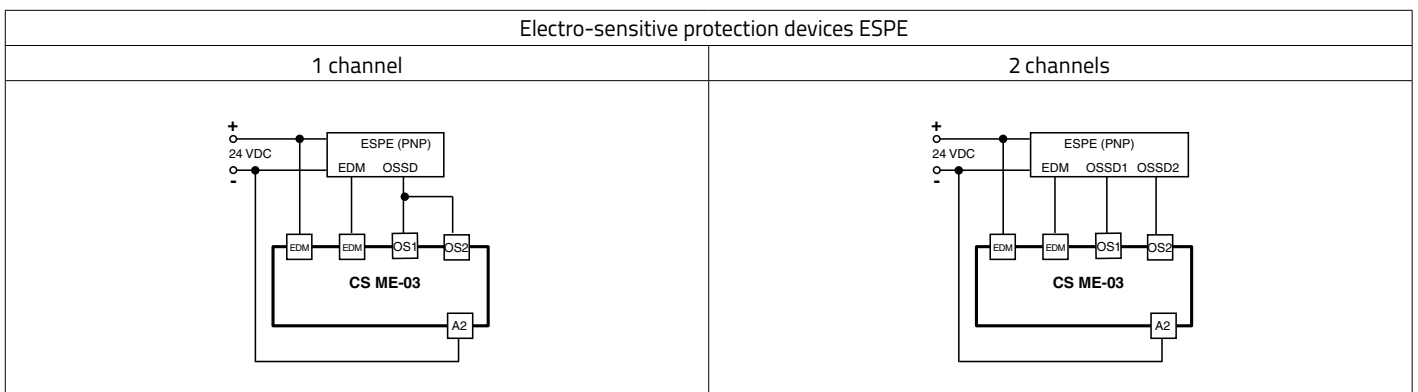 Electro-sensitive protection devices ESPE
1 channel
2 channels
+
24 VDC
-
ESPE (PNP)
EDM OSSD
EDM EDM OS1 OS2
CS ME-03
A2
+
24 VDC
-
ESPE (PNP)
EDM OSSD1 OSSD2
EDM EDM OS1 OS2
CS ME-03
A2